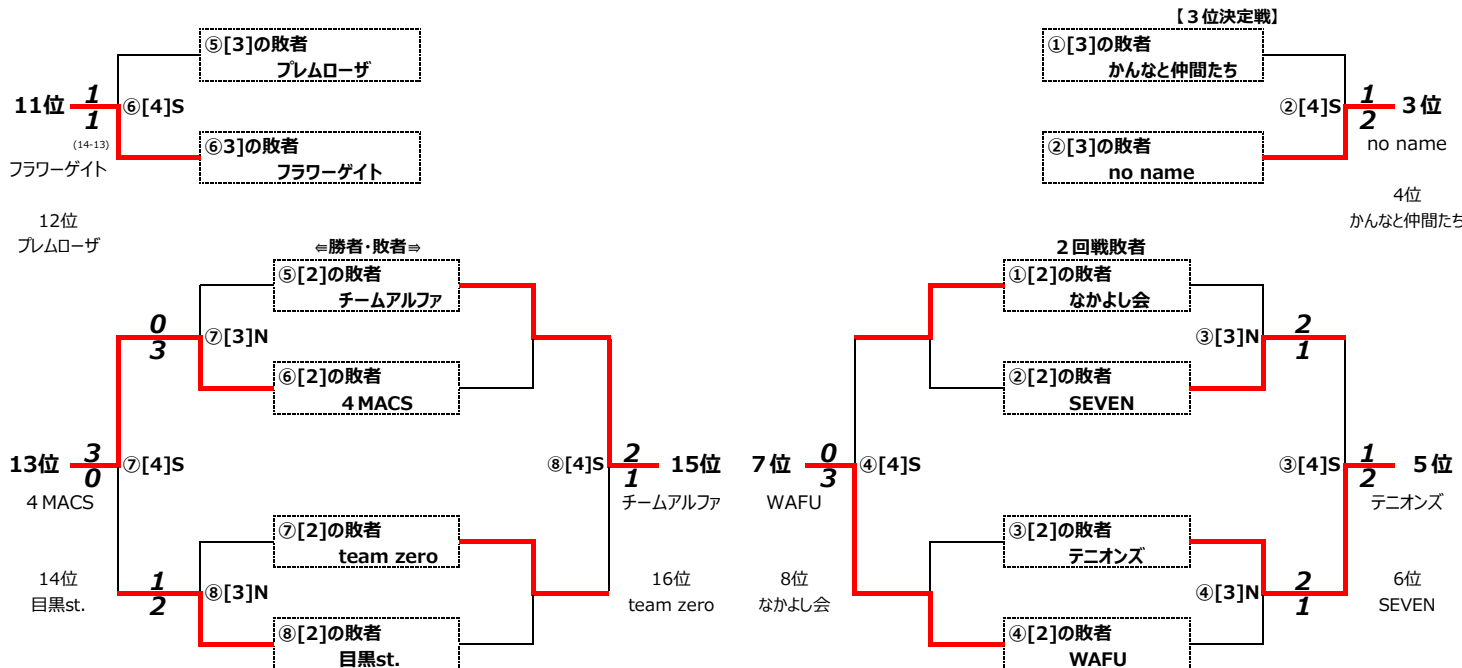 ⑤[3]の敗者
プレムローザ
11位
1
1
(14-13)
⑥[4]S
フラワーゲイト
⑥3]の敗者
フラワーゲイト
12位
プレムローザ
【３位決定戦】
①[3]の敗者
かんなと仲間たち
②[4]S
1
2
３位
no name
②[3]の敗者
no name
4位
かんなと仲間たち
⇚勝者・敗者⇛
⑤[2]の敗者
チームアルファ
0
3
⑦[3]N
⑥[2]の敗者
４MACS
13位
3
0
⑦[4]S
４MACS
⑧[4]S
2
1
15位
チームアルファ
⑦[2]の敗者
team zero
14位
目黒st.
1
2
⑧[3]N
⑧[2]の敗者
目黒st.
16位
team zero
２回戦敗者
①[2]の敗者
なかよし会
③[3]N
2
1
②[2]の敗者
SEVEN
７位
0
3
④[4]S
WAFU
③[4]S
1
2
５位
テニオンズ
③[2]の敗者
テニオンズ
8位
なかよし会
④[3]N
2
1
④[2]の敗者
WAFU
6位
SEVEN